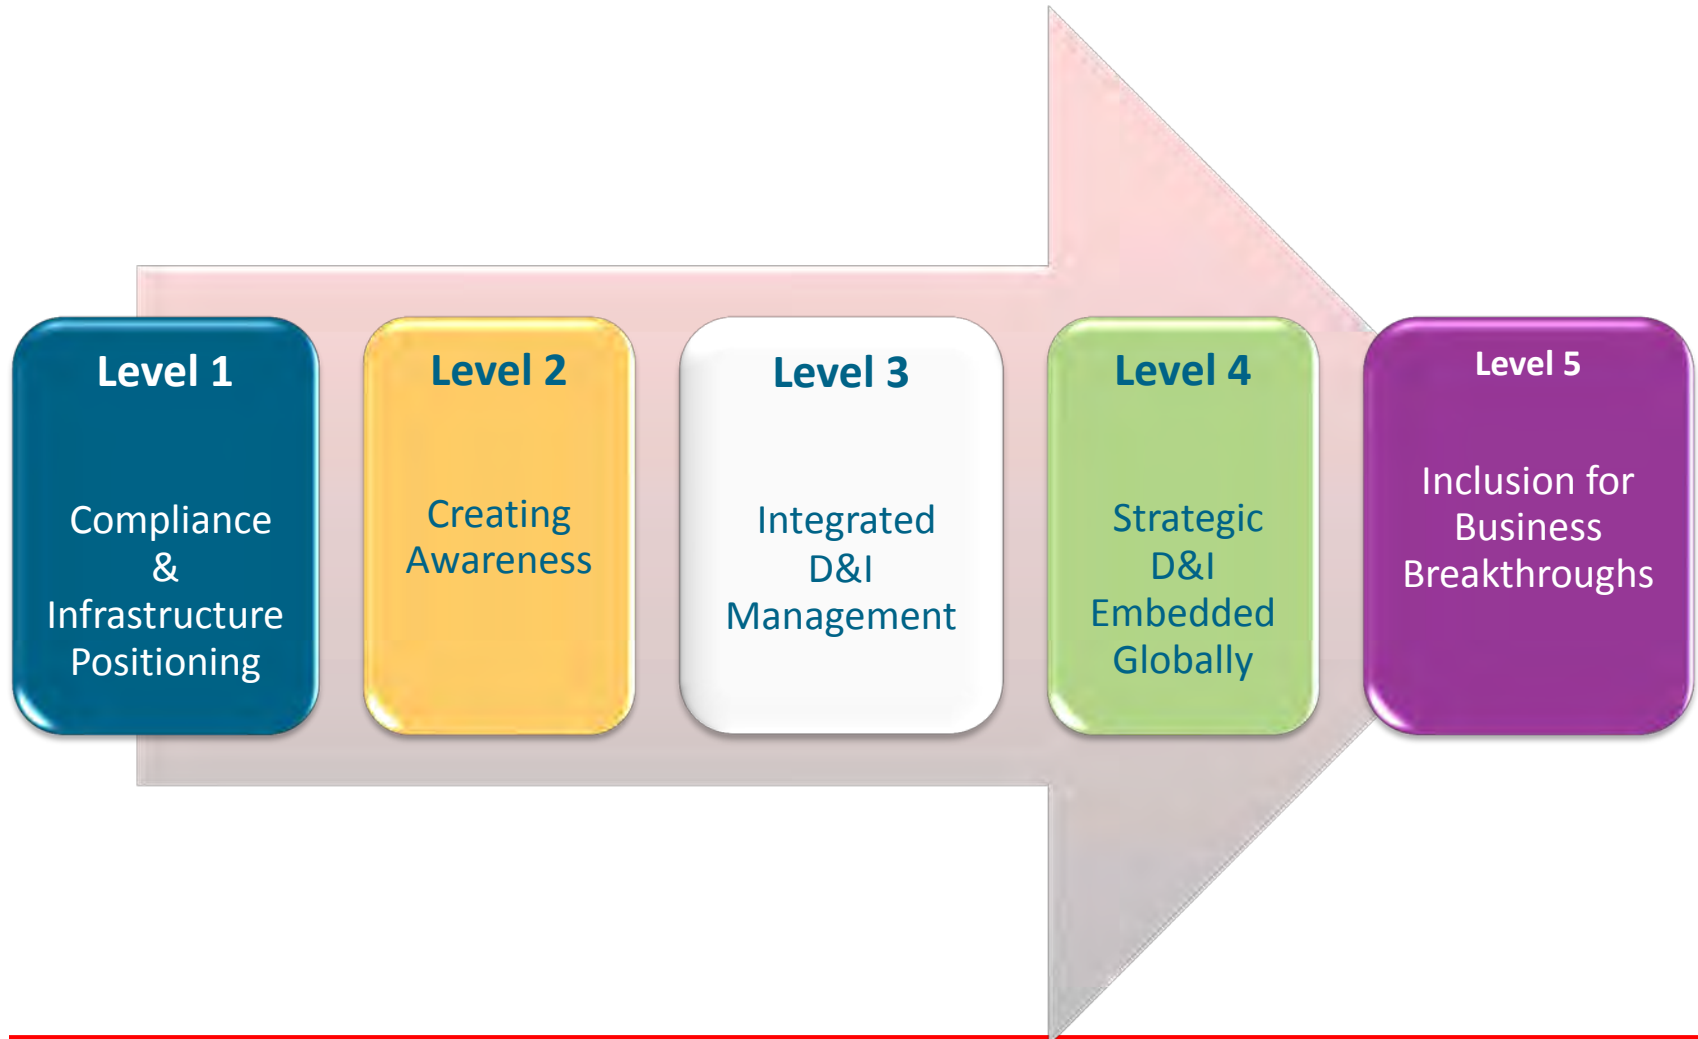 Level 1
Compliance
&
Infrastructure
Positioning
Level 2
Creating
Awareness
Level 3
Integrated
D&I
Management
Level 4
Strategic
D&I
Embedded
Globally
Level 5
Inclusion for
Business
Breakthroughs